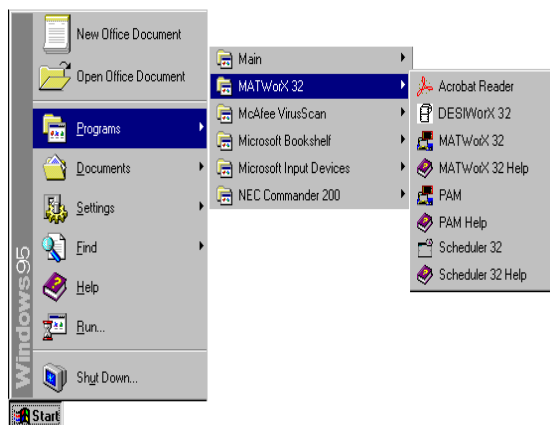 New Office Document
Open Office Document
Programs
Documents
Settings
Find
Help
Run...
Shut Down...
Windows95
Start
Main
MATWorX 32
McAfee VirusScan
Microsoft Bookshelf
Microsoft Input Devices
NEC Commander 200
Acrobat Reader
DESIWorX 32
MATWorX 32
MATWorX 32 Help
PAM
PAM Help
Scheduler 32
Scheduler 32 Help